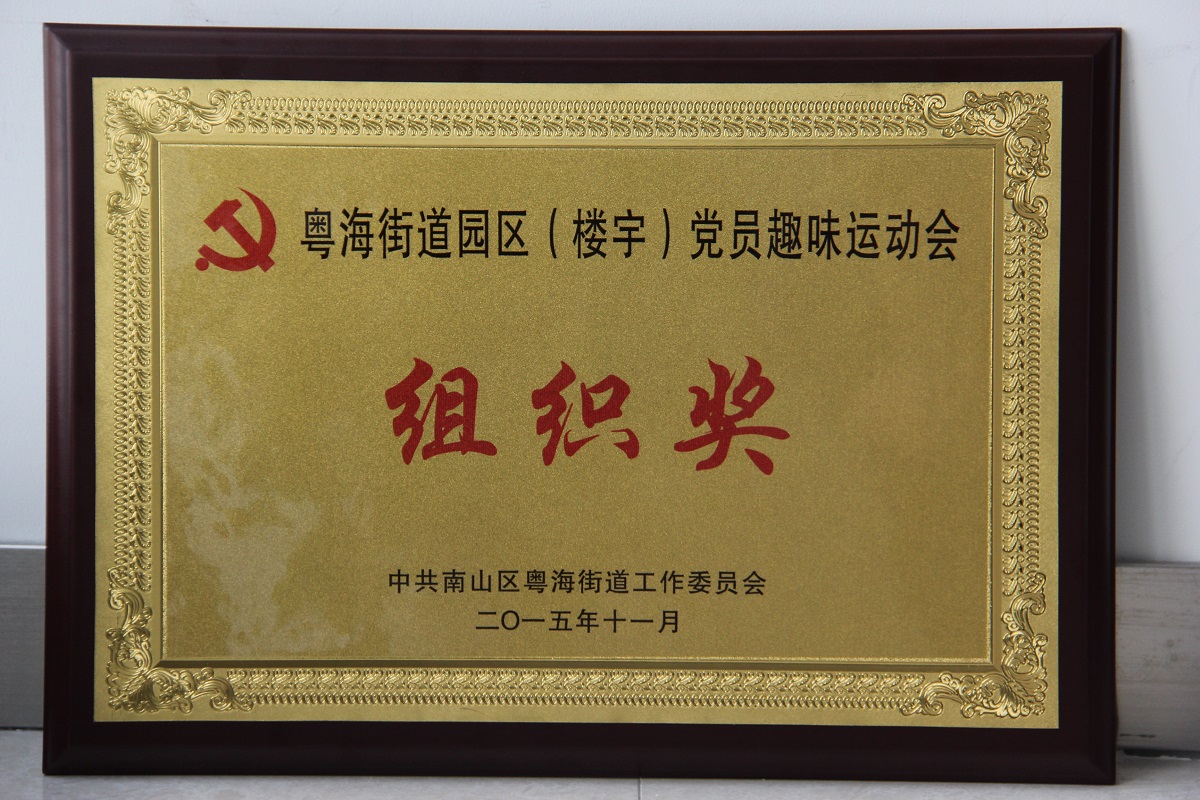 粤海街道园区（楼宇）党员趣味运动会
组织奖
中共南山区粤海街道工作委员会
二〇一五年十一月